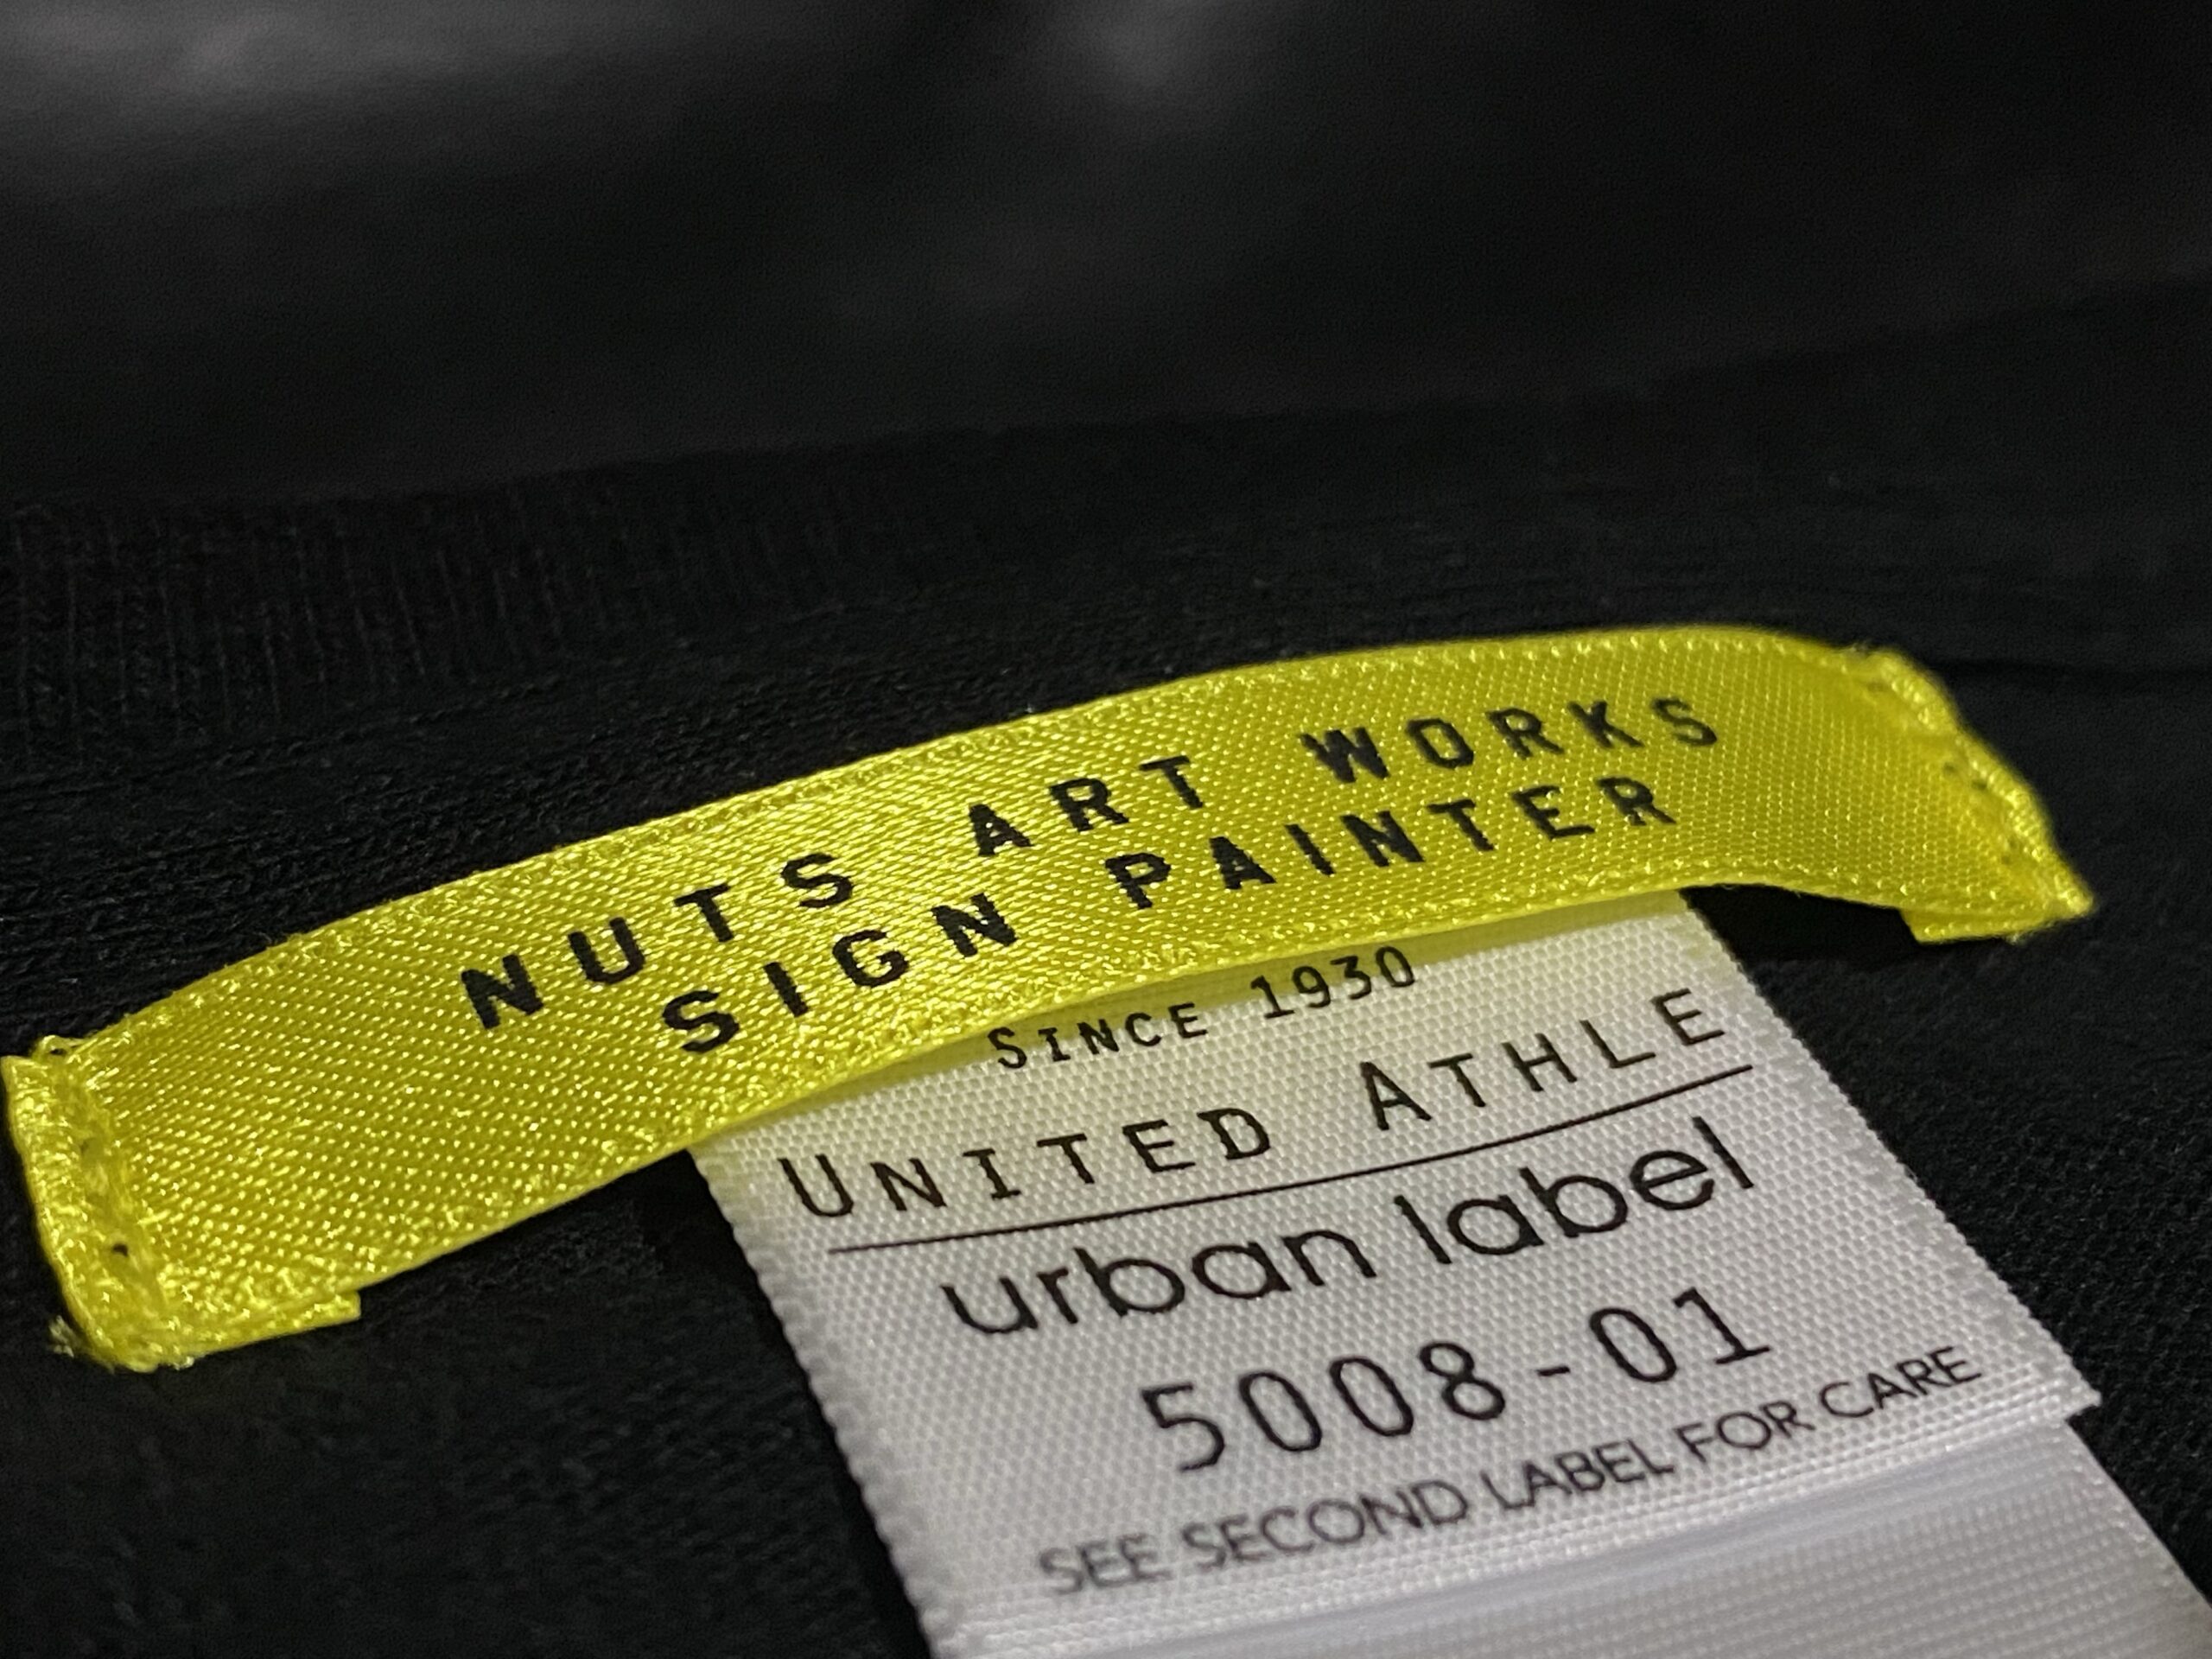 NUTS ART WORKS
SIGN PAINTER
SINCE 1930
UNITED ATHLE
urban label
5008-01
SEE SECOND LABEL FOR CARE